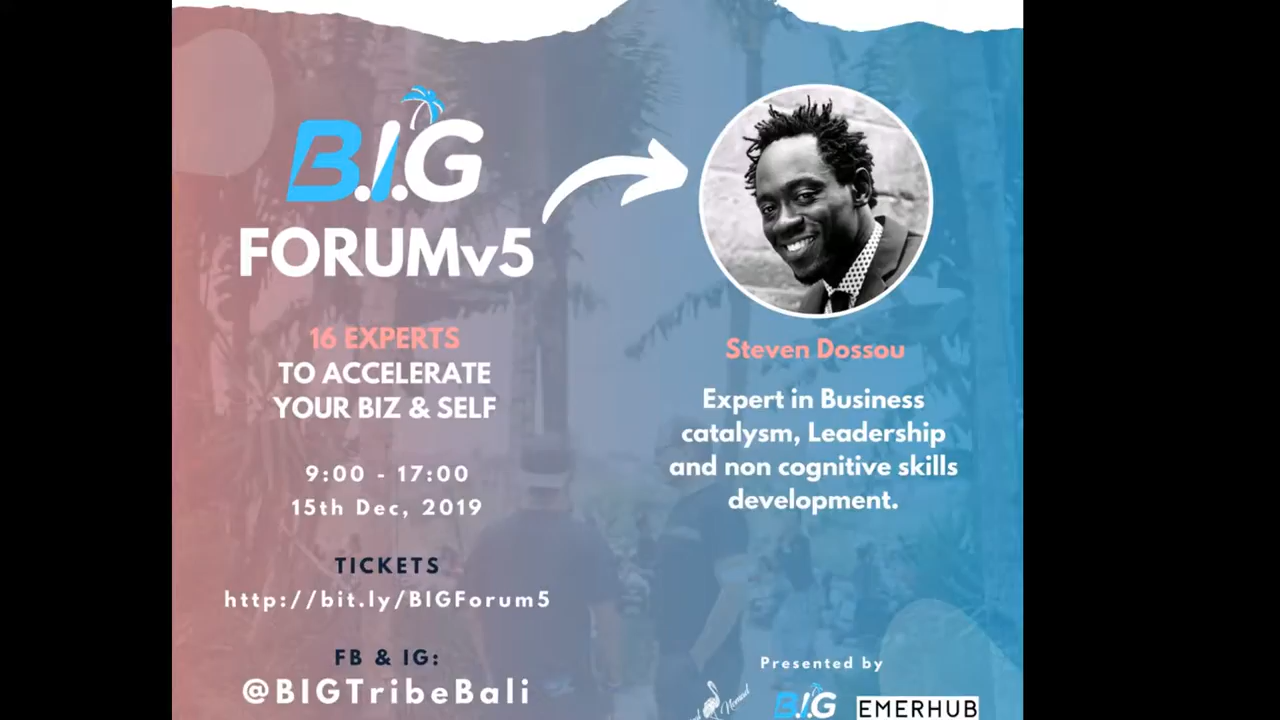 B.I.G
FORUMv5
16 EXPERTS
TO ACCELERATE
YOUR BIZ & SELF
9:00 - 17:00
15th Dec, 2019
TICKETS
http://bit.ly/BIGForum5
FB & IG:
@BIGTribeBali
Steven Dossou
Expert in Business
catalysm, Leadership
and non cognitive skills
development.
Presented by
Nomad
B.I.G
EMERHUB